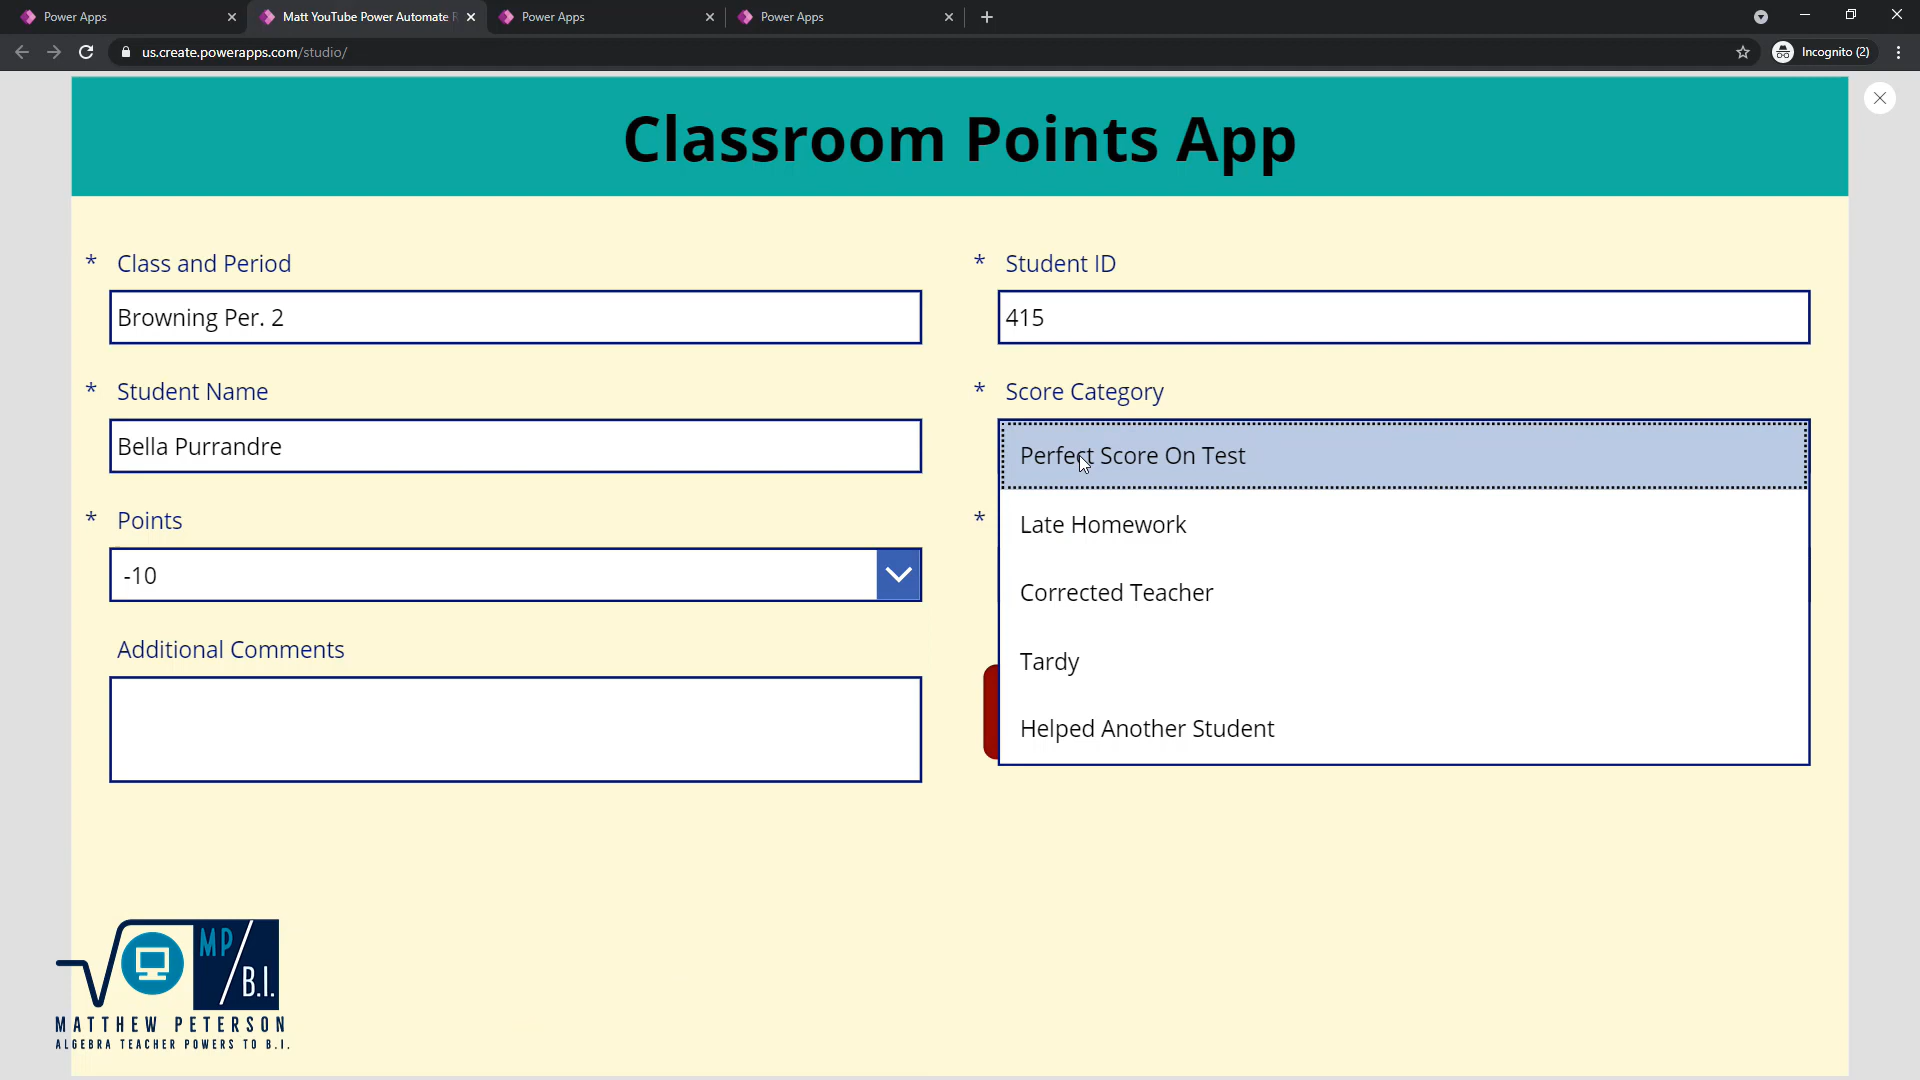 Power Apps
Matt YouTube Power Automate
Power Apps
Power Apps
us.create.powerapps.com/studio/
Incognito (2)
Classroom Points App
* Class and Period
Browning Per. 2
* Student ID
415
* Student Name
Bella Purrandre
* Score Category
Perfect Score On Test
Late Homework
Corrected Teacher
Tardy
Helped Another Student
* Points
-10
*
Additional Comments
MP/B.I.
MATTHEW PETERSON
ALGEBRA TEACHER POWERS TO B.I.